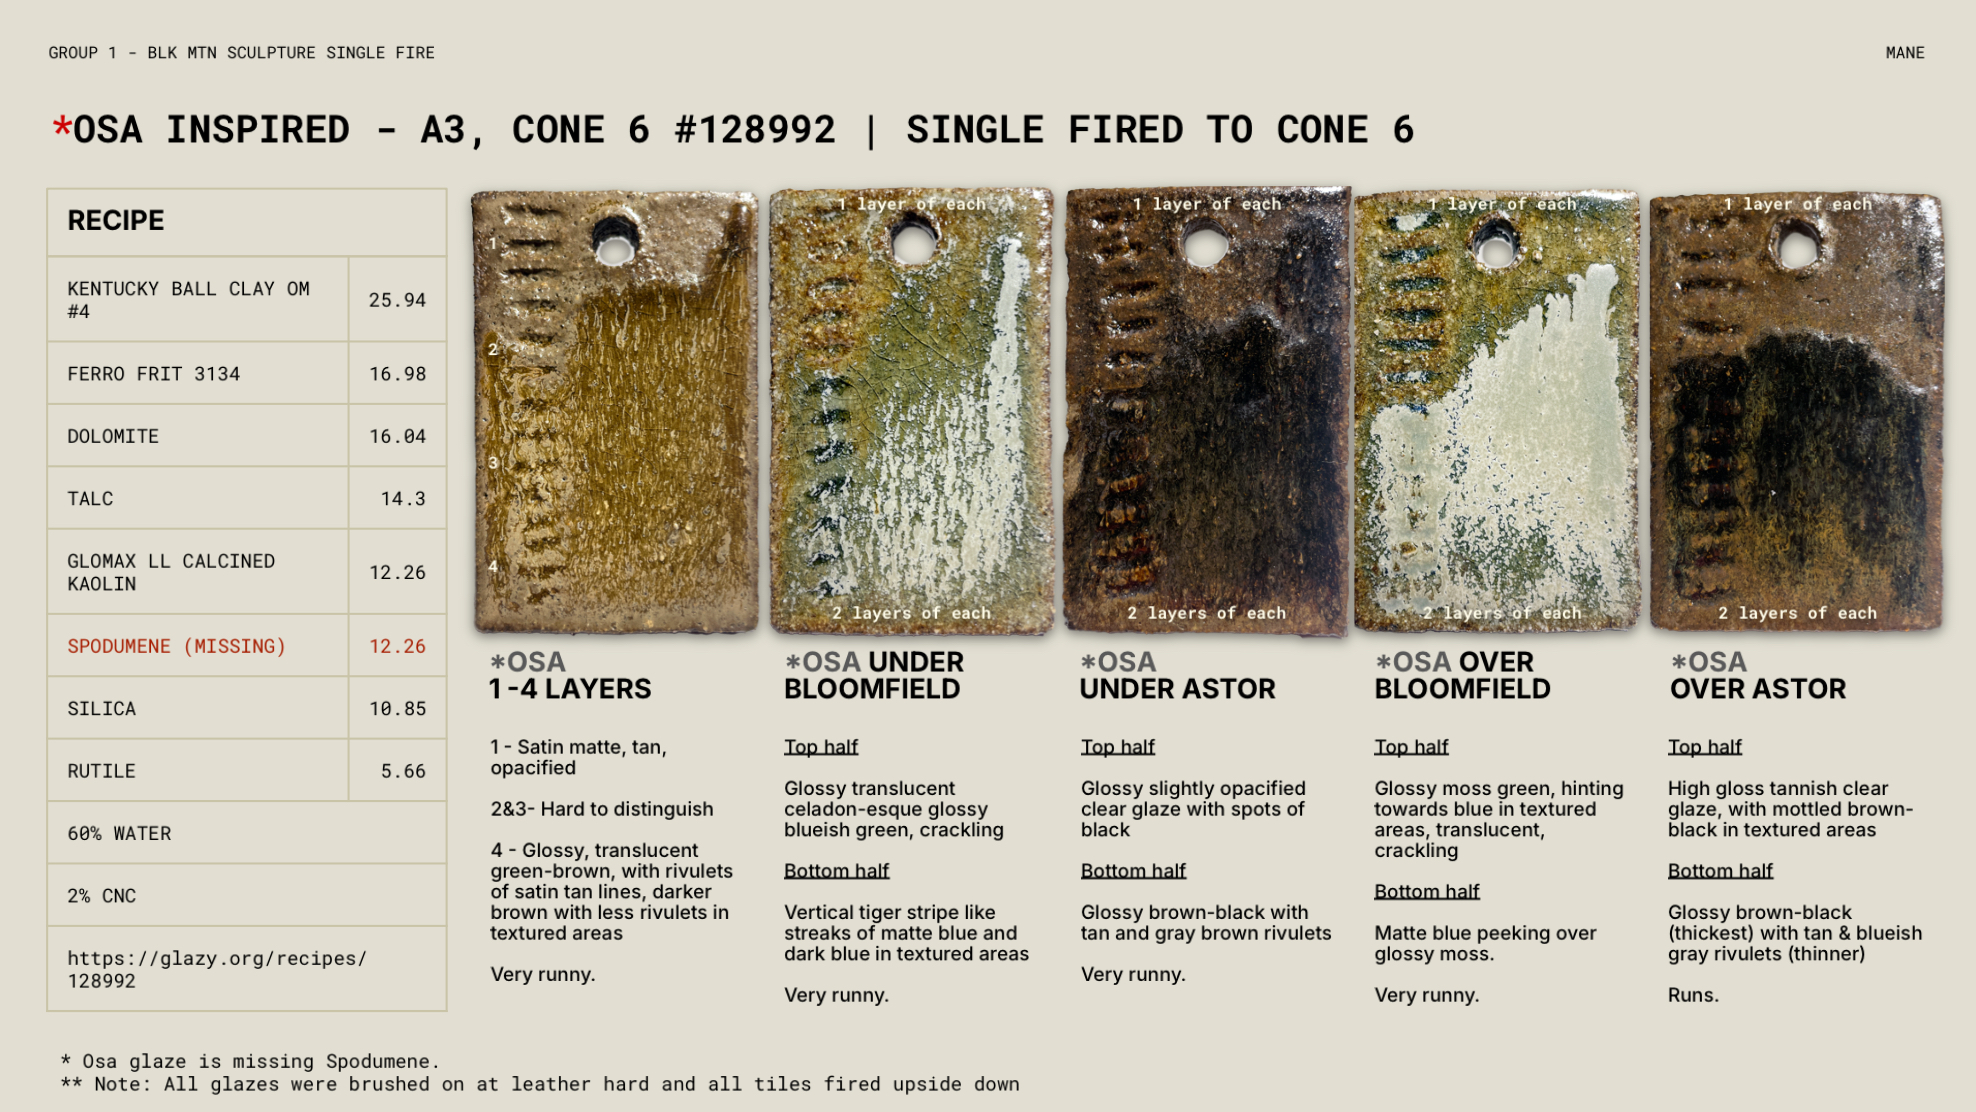 GROUP 1 - BLK MTN SCULPTURE SINGLE FIRE
MANE
*OSA INSPIRED - A3, CONE 6 #128992 | SINGLE FIRED TO CONE 6
RECIPE
KENTUCKY BALL CLAY OM
#4
25.94
FERRO FRIT 3134
16.98
DOLOMITE
16.04
TALC
14.3
GLOMAX LL CALCINED
KAOLIN
12.26
SPODUMENE (MISSING)
12.26
SILICA
10.85
RUTILE
5.66
60% WATER
2% CNC
https://glazy.org/recipes/
128992
1
2
3
4
*OSA
1-4 LAYERS
1 - Satin matte, tan,
opacified
2&3- Hard to distinguish
4 - Glossy, translucent
green-brown, with rivulets
of satin tan lines, darker
brown with less rivulets in
textured areas
Very runny.
1 layer of each
2 layers of each
*OSA UNDER
BLOOMFIELD
Top half
Glossy translucent
celadon-esque glossy
blueish green, crackling
Bottom half
Vertical tiger stripe like
streaks of matte blue and
dark blue in textured areas
Very runny.
1 layer of each
2 layers of each
*OSA
UNDER ASTOR
Top half
Glossy slightly opacified
clear glaze with spots of
black
Bottom half
Glossy brown-black with
tan and gray brown rivulets
Very runny.
1 layer of each
2 layers of each
*OSA OVER
BLOOMFIELD
Top half
Glossy moss green, hinting
towards blue in textured
areas, translucent,
crackling
Bottom half
Matte blue peeking over
glossy moss.
Very runny.
1 layer of each
2 layers of each
*OSA
OVER ASTOR
Top half
High gloss tannish clear
glaze, with mottled brown-
black in textured areas
Bottom half
Glossy brown-black
(thickest) with tan & blueish
gray rivulets (thinner)
Runs.
* Osa glaze is missing Spodumene.
** Note: All glazes were brushed on at leather hard and all tiles fired upside down